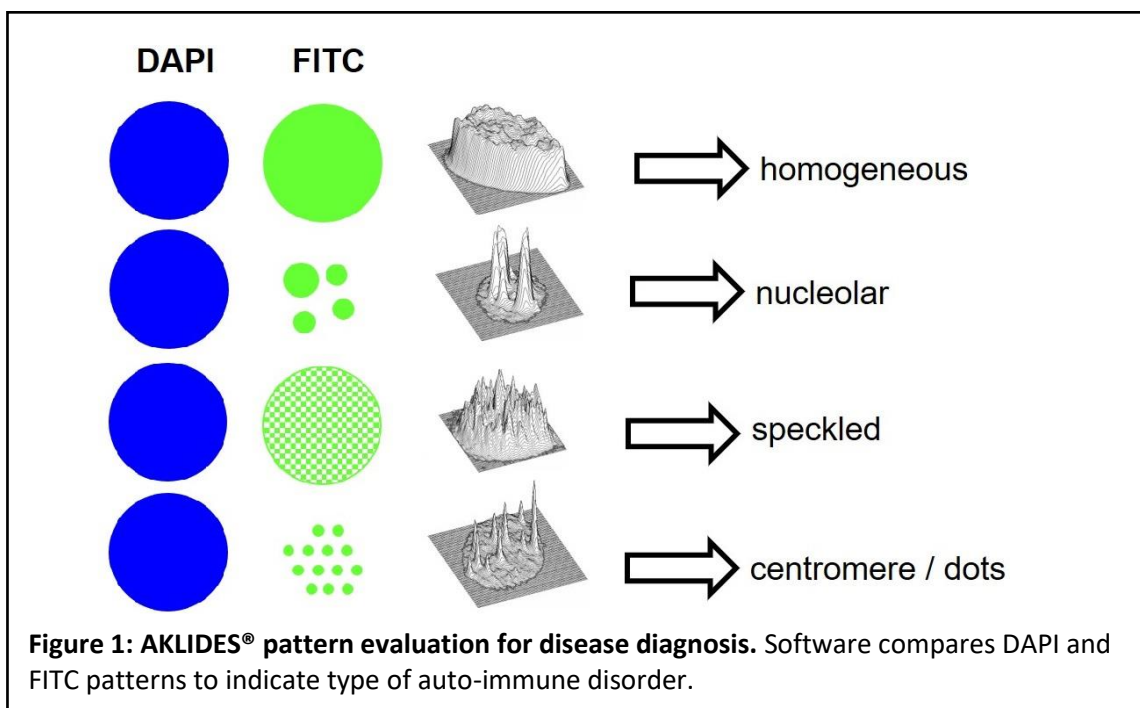 DAPI FITC
homogeneous
nucleolar
speckled
centromere / dots
Figure 1: AKLIDES® pattern evaluation for disease diagnosis. Software compares DAPI and
FITC patterns to indicate type of auto-immune disorder.